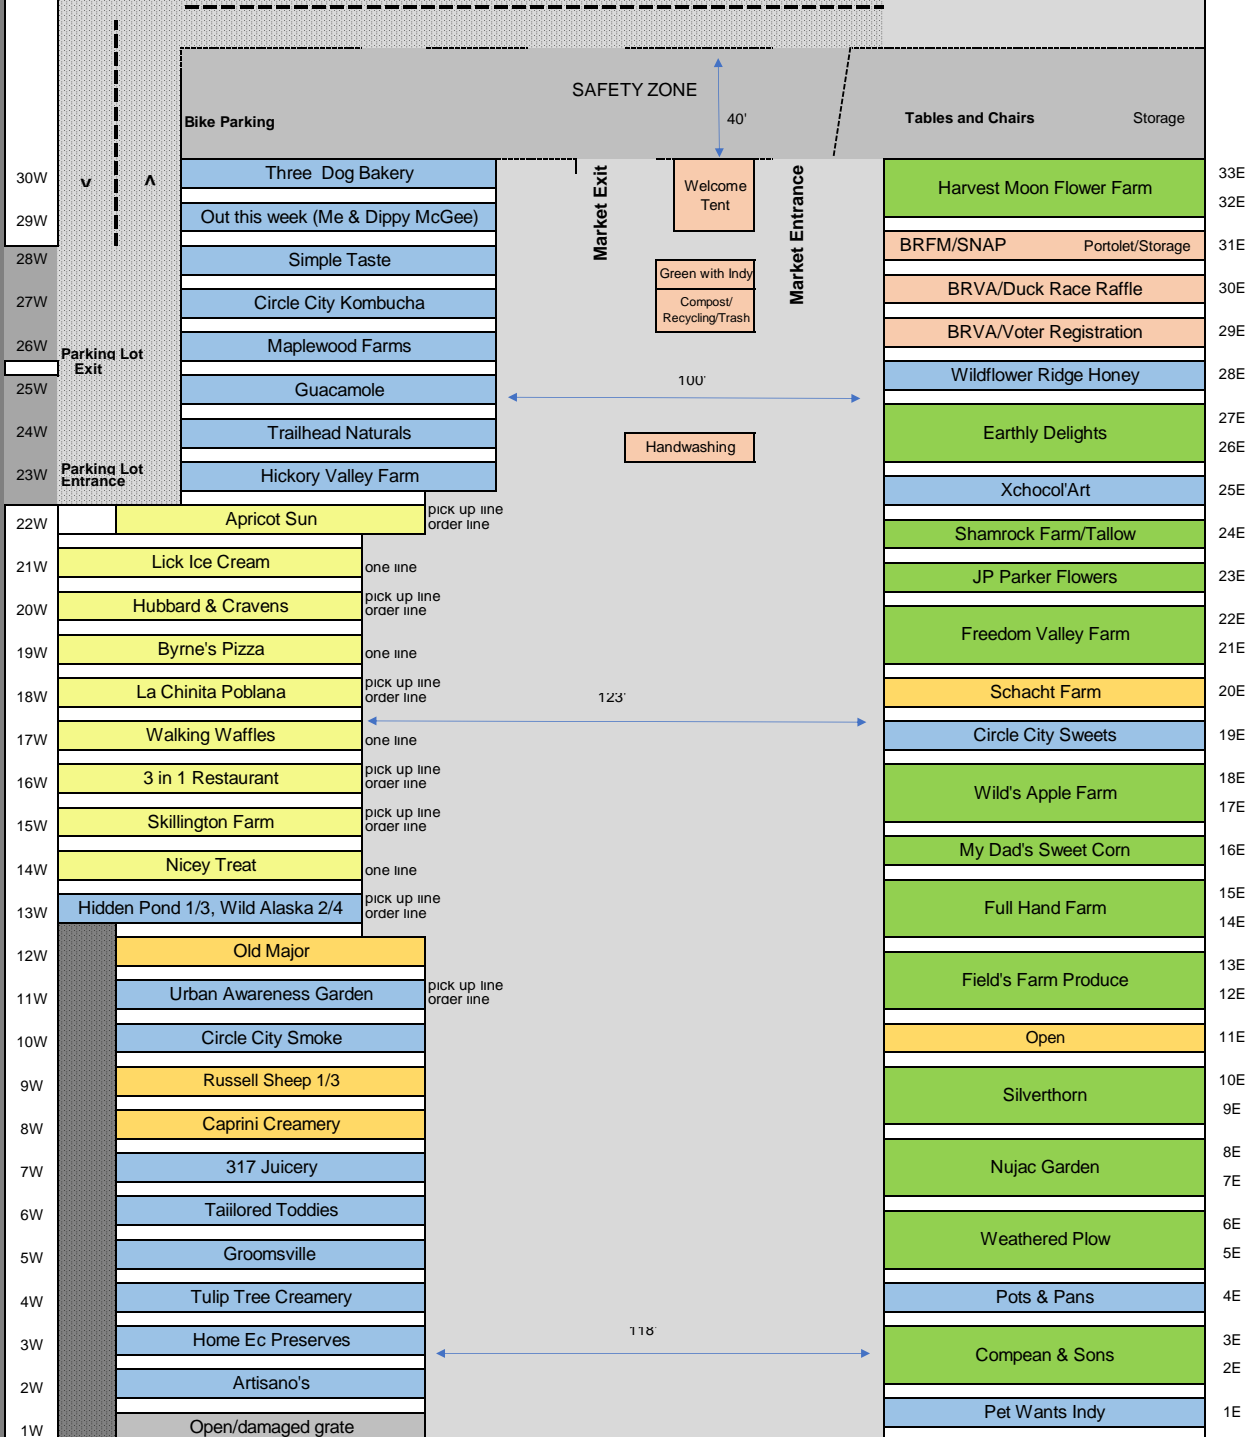 SAFETY ZONE
40'
Bike Parking
Tables and Chairs
Storage
30W
v
^
Three  Dog Bakery
Market Exit
Welcome
Tent
Market Entrance
Harvest Moon Flower Farm
33E
32E
29W
Out this week (Me & Dippy McGee)
BRFM/SNAP
Portolet/Storage
31E
28W
Simple Taste
Green with Indy
27W
Circle City Kombucha
Compost/
Recycling/Trash
BRVA/Duck Race Raffle
30E
26W
Parking Lot
Exit
Maplewood Farms
BRVA/Voter Registration
29E
25W
Guacamole
100'
Wildflower Ridge Honey
28E
24W
Trailhead Naturals
Handwashing
Earthly Delights
27E
26E
23W
Parking Lot
Entrance
Hickory Valley Farm
Xchocol'Art
25E
22W
Apricot Sun
pick up line
order line
Shamrock Farm/Tallow
24E
21W
Lick Ice Cream
one line
JP Parker Flowers
23E
20W
Hubbard & Cravens
pick up line
order line
Freedom Valley Farm
22E
21E
19W
Byrne's Pizza
one line
18W
La Chinita Poblana
pick up line
order line
123'
Schacht Farm
20E
17W
Walking Waffles
one line
Circle City Sweets
19E
16W
3 in 1 Restaurant
pick up line
order line
Wild's Apple Farm
18E
17E
15W
Skillington Farm
pick up line
order line
My Dad's Sweet Corn
16E
14W
Nicey Treat
one line
13W
Hidden Pond 1/3, Wild Alaska 2/4
pick up line
order line
Full Hand Farm
15E
14E
12W
Old Major
11W
Urban Awareness Garden
pick up line
order line
Field's Farm Produce
13E
12E
10W
Circle City Smoke
Open
11E
9W
Russell Sheep 1/3
Silverthorn
10E
9E
8W
Caprini Creamery
7W
317 Juicery
Nujac Garden
8E
7E
6W
Taiilored Toddies
Weathered Plow
6E
5E
5W
Groomsville
4W
Tulip Tree Creamery
Pots & Pans
4E
3W
Home Ec Preserves
118'
Compean & Sons
3E
2E
2W
Artisano's
Pet Wants Indy
1E
1W
Open/damaged grate